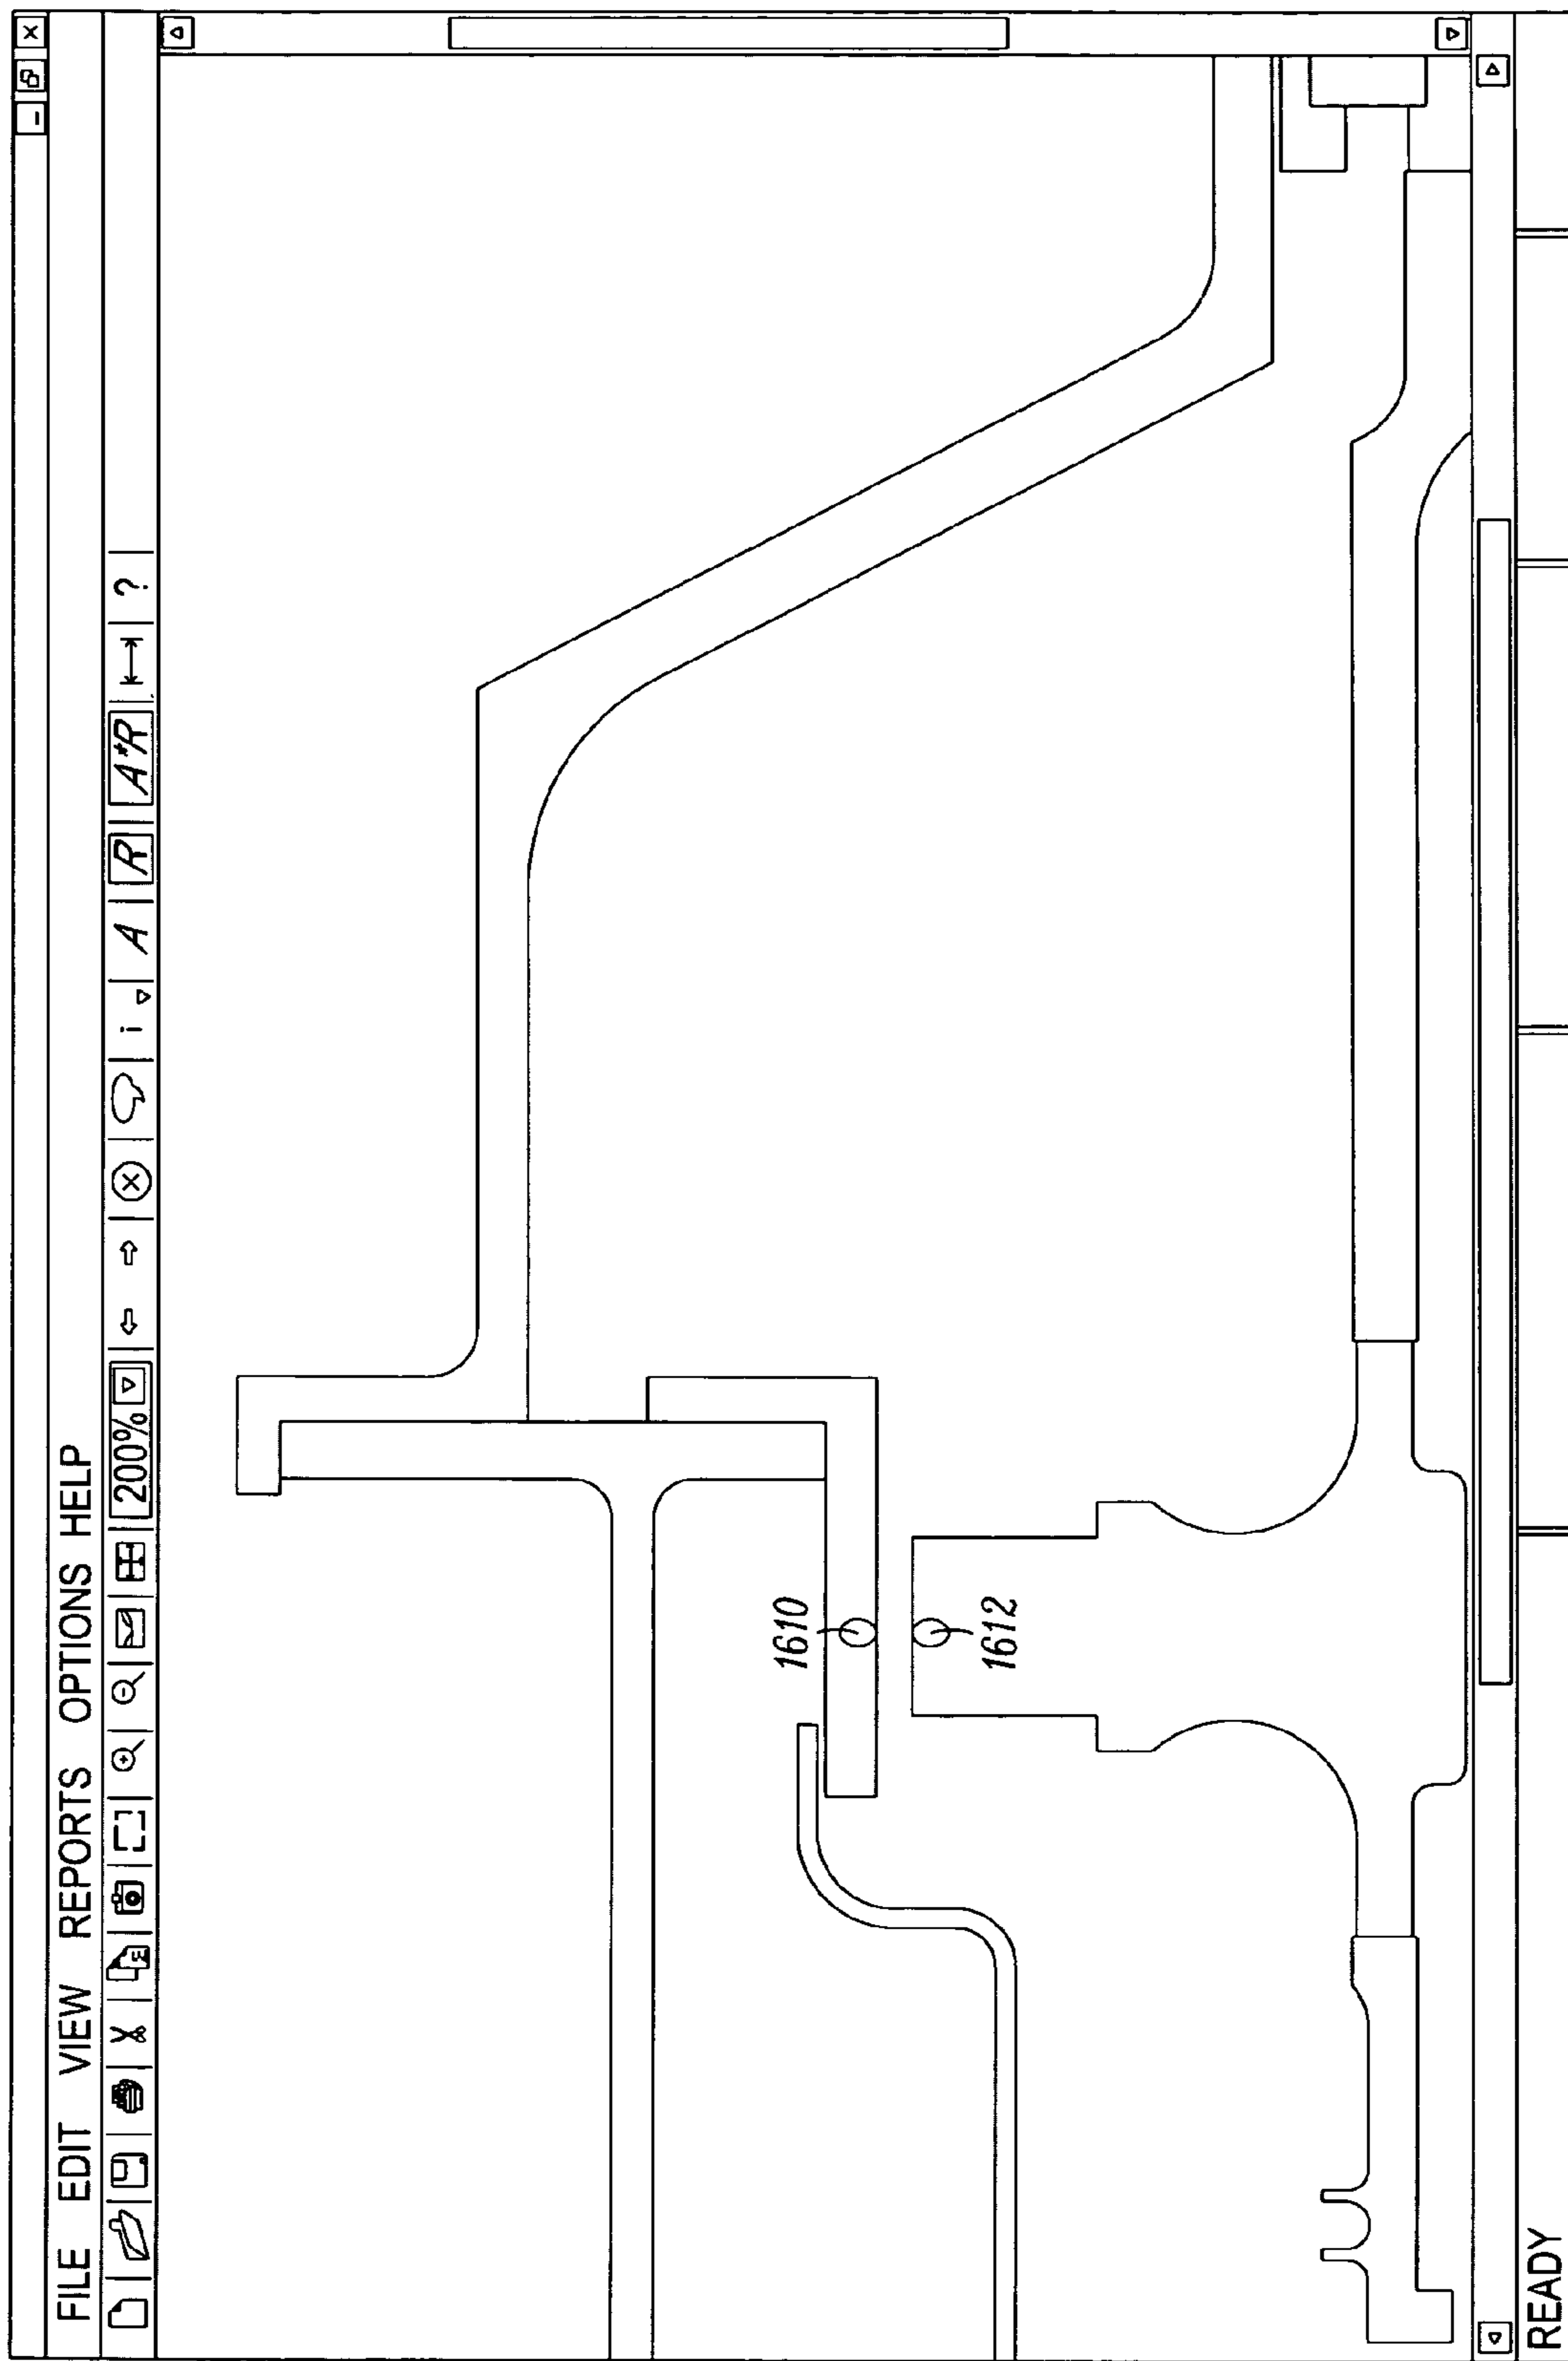 FILE EDIT VIEW REPORTS OPTIONS HELP
200% i A R A*R ?
1610
1612
READY